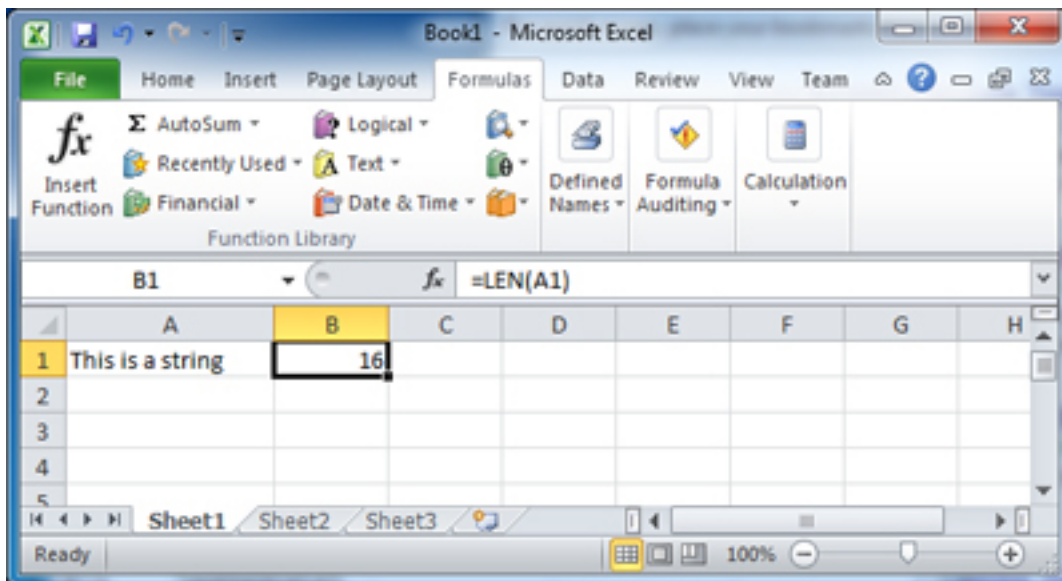 Book1 - Microsoft Excel
File Home Insert Page Layout Formulas Data Review View Team
fx Insert Function
Σ AutoSum
Recently Used
Financial
Logical
Text
Date & Time
Function Library
Defined Names
Formula Auditing
Calculation
B1 fx =LEN(A1)
A B C D E F G H
1 This is a string 16
2
3
4
5
Sheet1 Sheet2 Sheet3
Ready 100%